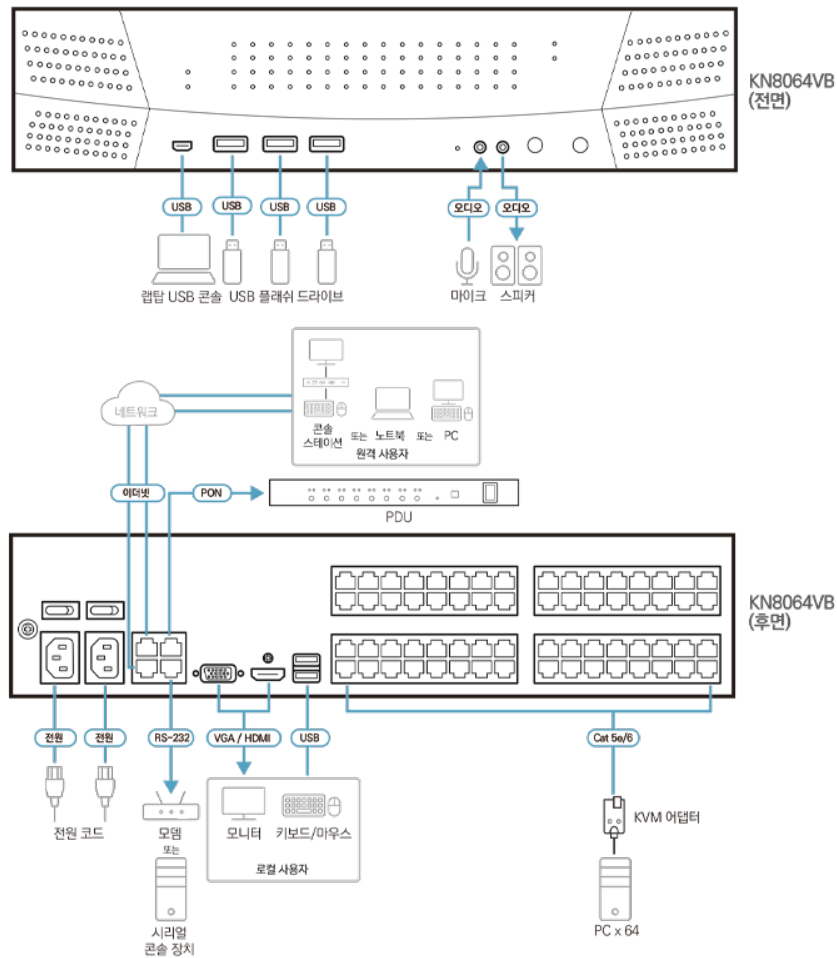 KN8064VB
(전면)
USB
USB
USB
USB
오디오
오디오
랩탑 USB 콘솔
USB 플래쉬 드라이브
마이크
스피커
네트워크
콘솔
스테이션
또는
노트북
또는
PC
원격 사용자
이더넷
PON
PDU
KN8064VB
(후면)
전원
전원
RS-232
VGA / HDMI
USB
Cat 5e/6
전원 코드
모뎀
또는
시리얼
콘솔 장치
모니터
키보드/마우스
로컬 사용자
KVM 어댑터
PC x 64